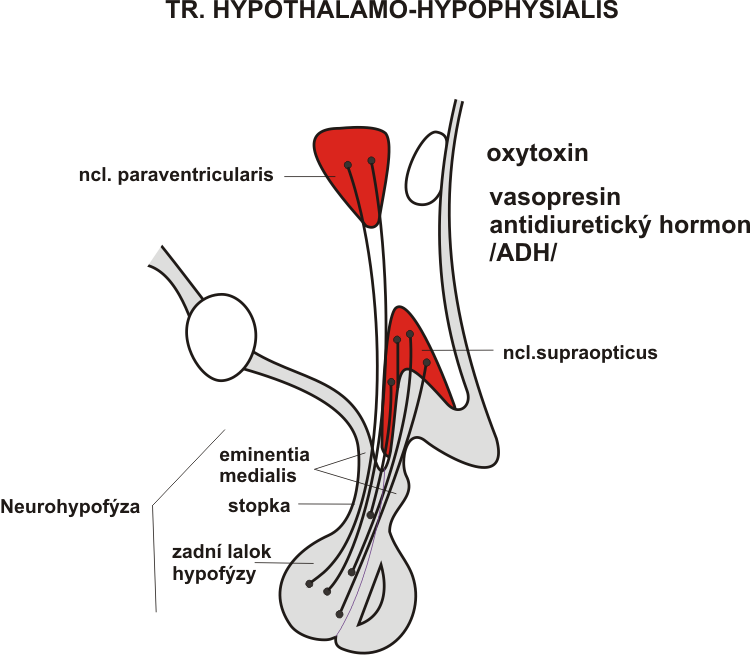 TR. HYPOTHALAMO-HYPOPHYSIALIS
ncl. paraventricularis
oxytoxin
vasopresin
antidiuretický hormon
/ADH/
ncl.supraopticus
eminentia
medialis
Neurohypofýza
stopka
zadní lalok
hypofýzy